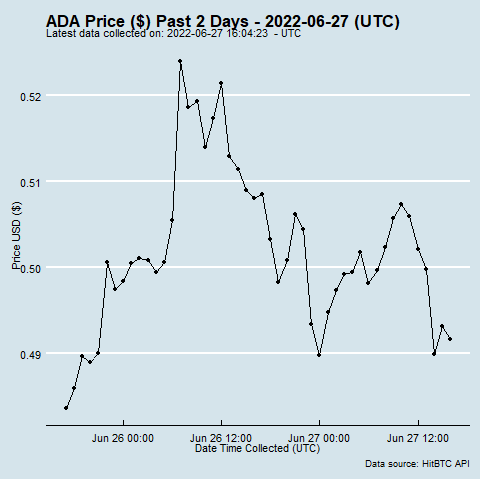 ADA Price ($) Past 2 Days - 2022-06-27 (UTC)
Latest data collected on: 2022-06-27 16:04:23 - UTC
Price USD ($)
0.52
0.51
0.50
0.49
Jun 26 00:00 Jun 26 12:00 Jun 27 00:00 Jun 27 12:00
Date Time Collected (UTC)
Data source: HitBTC API